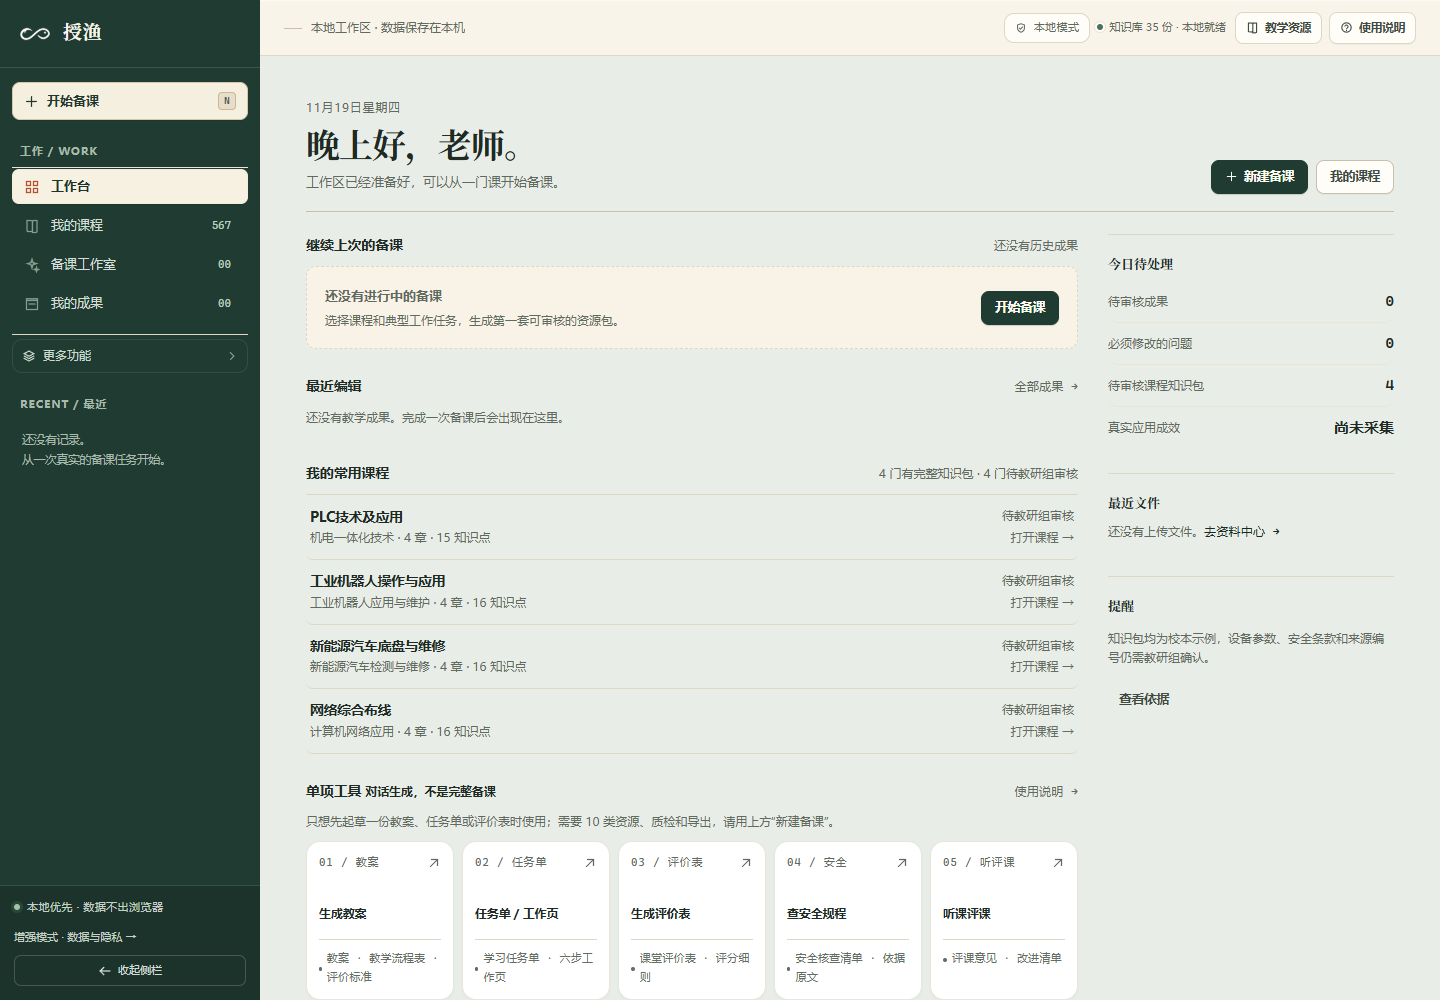 授渔
开始备课 N
工作 / WORK
工作台
我的课程 567
备课工作室 00
我的成果 00
更多功能
RECENT / 最近
还没有记录。
从一次真实的备课任务开始。
本地优先 · 数据不出浏览器
增强模式 · 数据与隐私 →
← 收起侧栏
本地工作区 · 数据保存在本机
本地模式
知识库 35 份 · 本地就绪
教学资源
使用说明
11月19日星期四
晚上好，老师。
工作区已经准备好，可以从一门课开始备课。
新建备课
我的课程
继续上次的备课
还没有历史成果
还没有进行中的备课
选择课程和典型工作任务，生成第一套可审核的资源包。
开始备课
最近编辑
全部成果 →
还没有教学成果。完成一次备课后会出现在这里。
我的常用课程
4 门有完整知识包 · 4 门待教研组审核
PLC技术及应用
待教研组审核
机电一体化技术 · 4 章 · 15 知识点
打开课程 →
工业机器人操作与应用
待教研组审核
工业机器人应用与维护 · 4 章 · 16 知识点
打开课程 →
新能源汽车底盘与维修
待教研组审核
新能源汽车检测与维修 · 4 章 · 16 知识点
打开课程 →
网络综合布线
待教研组审核
计算机网络应用 · 4 章 · 16 知识点
打开课程 →
单项工具 对话生成，不是完整备课
使用说明 →
只想先起草一份教案、任务单或评价表时使用；需要 10 类资源、质检和导出，请用上方“新建备课”。
01 / 教案
生成教案
教案 · 教学流程表 ·
评价标准
02 / 任务单
任务单 / 工作页
学习任务单 · 六步工
作页
03 / 评价表
生成评价表
课堂评价表 · 评分细
则
04 / 安全
查安全规程
安全核查清单 · 依据
原文
05 / 听评课
听课评课
评课意见 · 改进清单
今日待处理
待审核成果 0
必须修改的问题 0
待审核课程知识包 4
真实应用成效 尚未采集
最近文件
还没有上传文件。去资料中心 →
提醒
知识包均为校本示例，设备参数、安全条款和来源编
号仍需教研组确认。
查看依据